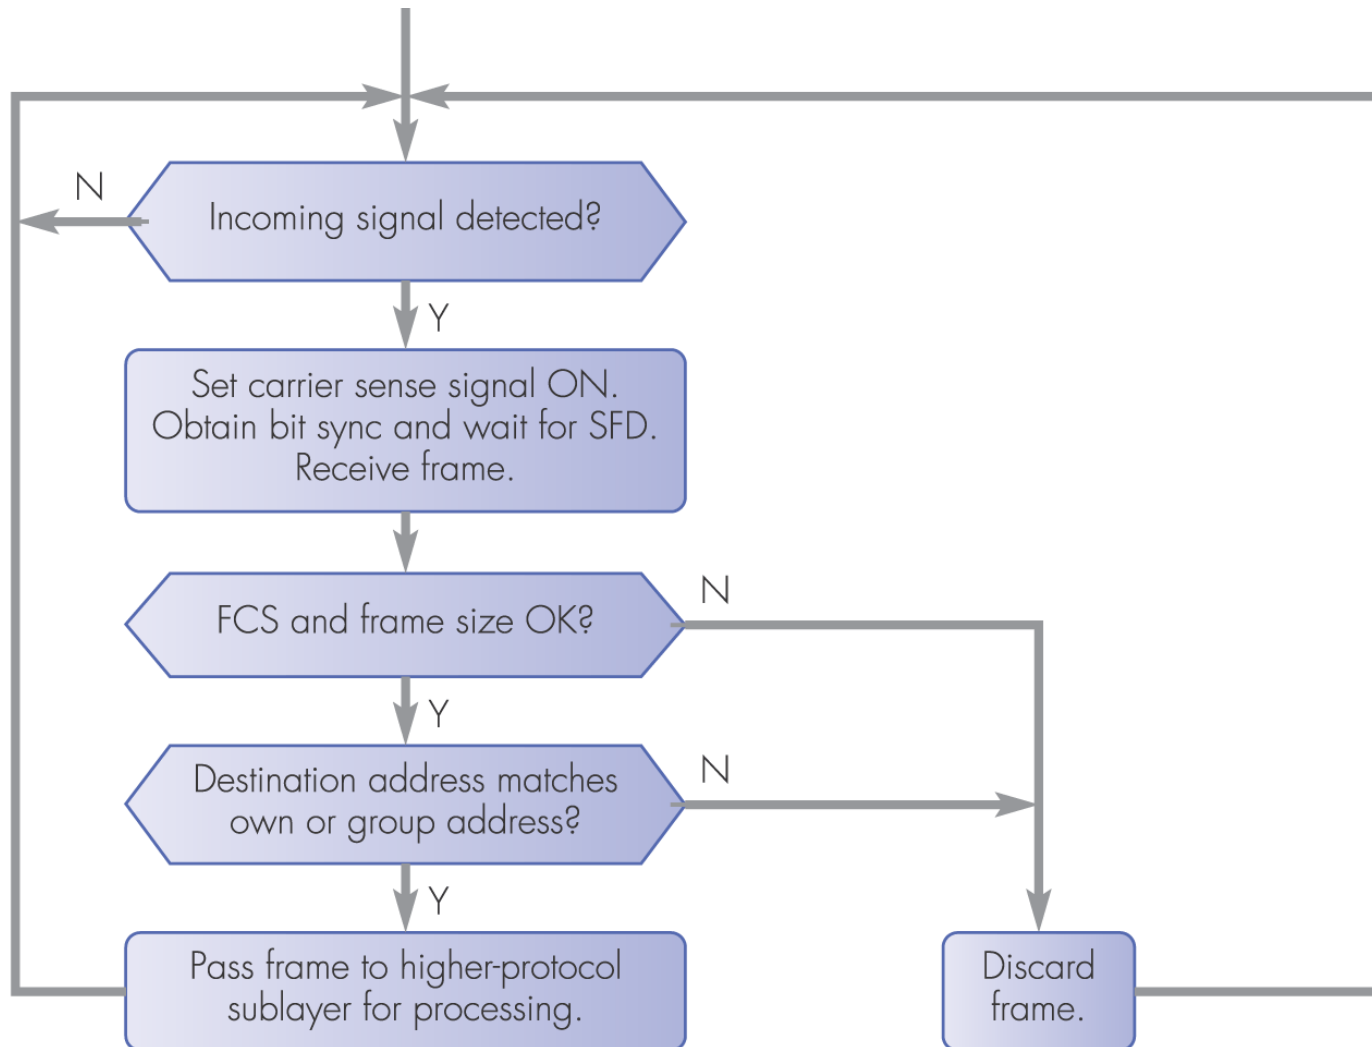 N
Incoming signal detected?
Y
Set carrier sense signal ON.
Obtain bit sync and wait for SFD.
Receive frame.
N
FCS and frame size OK?
Y
N
Destination address matches
own or group address?
Y
Pass frame to higher-protocol
sublayer for processing.
Discard
frame.